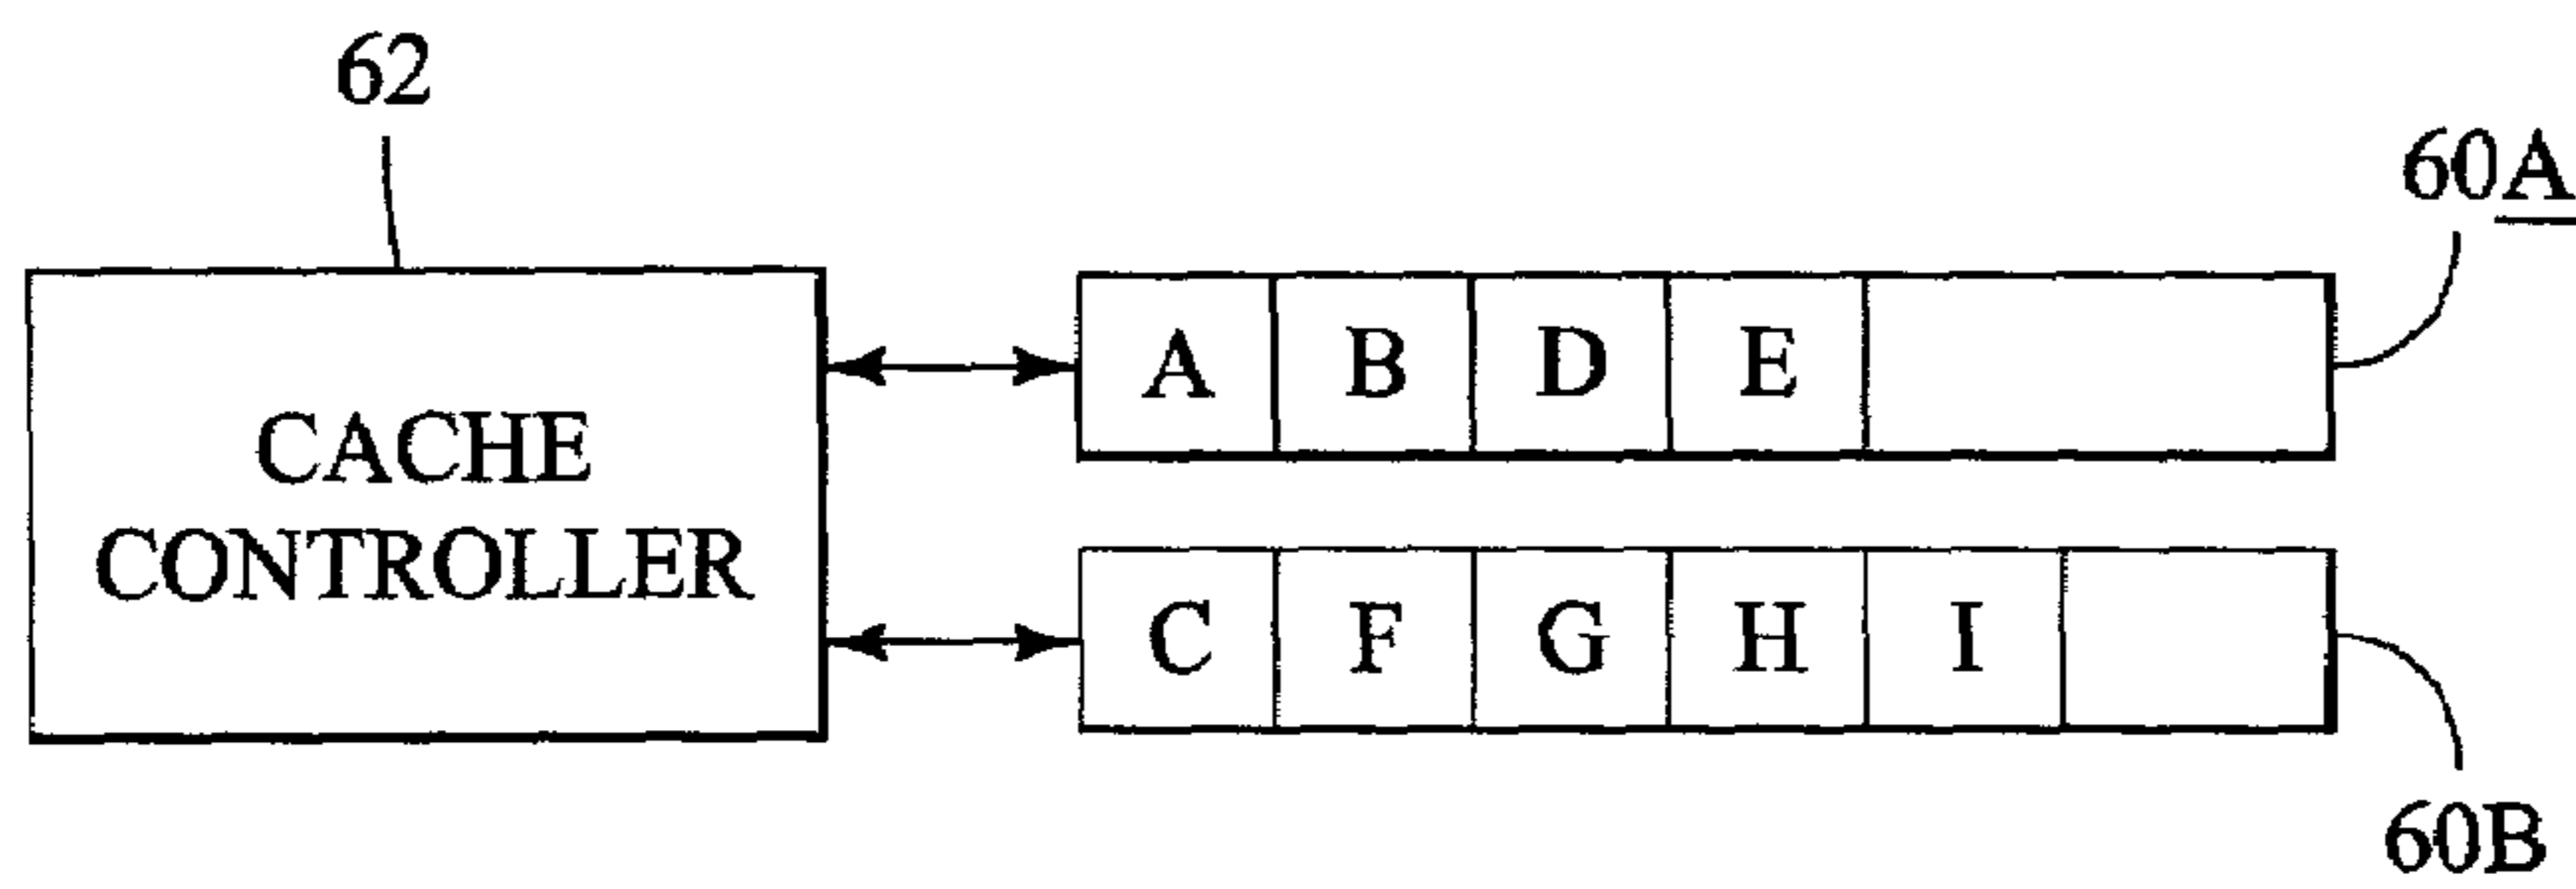 62
60A
CACHE
CONTROLLER
A B D E
C F G H I
60B